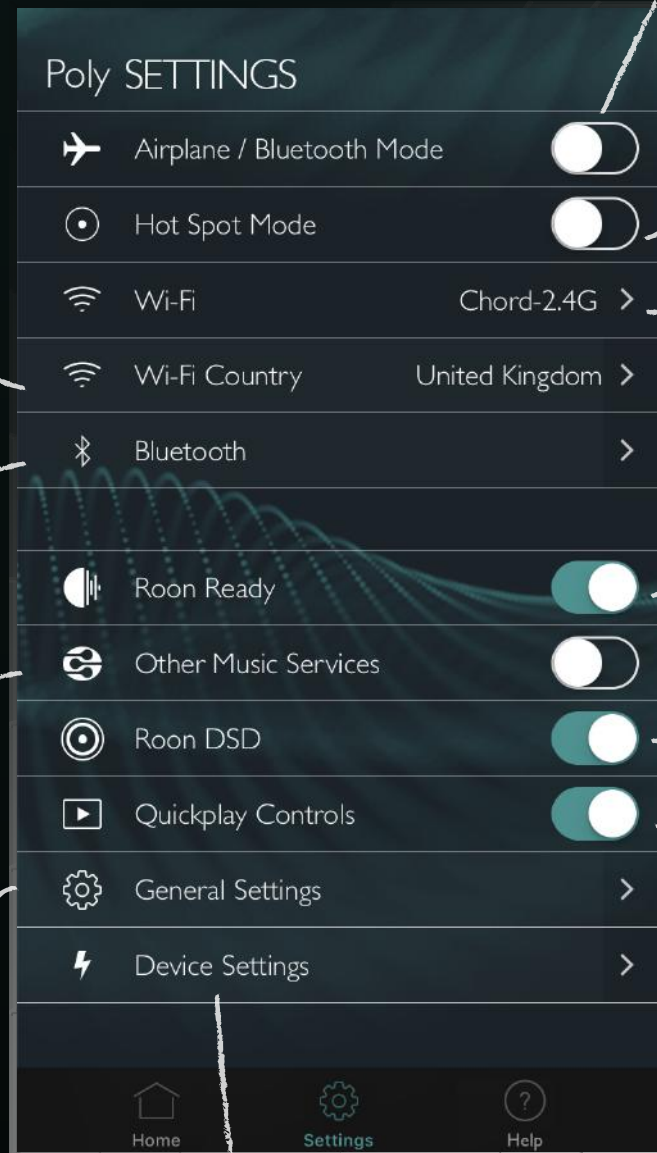 Poly SETTINGS
Airplane / Bluetooth Mode
Hot Spot Mode
Wi-Fi Chord-2.4G >
Wi-Fi Country United Kingdom >
Bluetooth >
Roon Ready
Other Music Services
Roon DSD
Quickplay Controls
General Settings >
Device Settings >
Home Settings Help